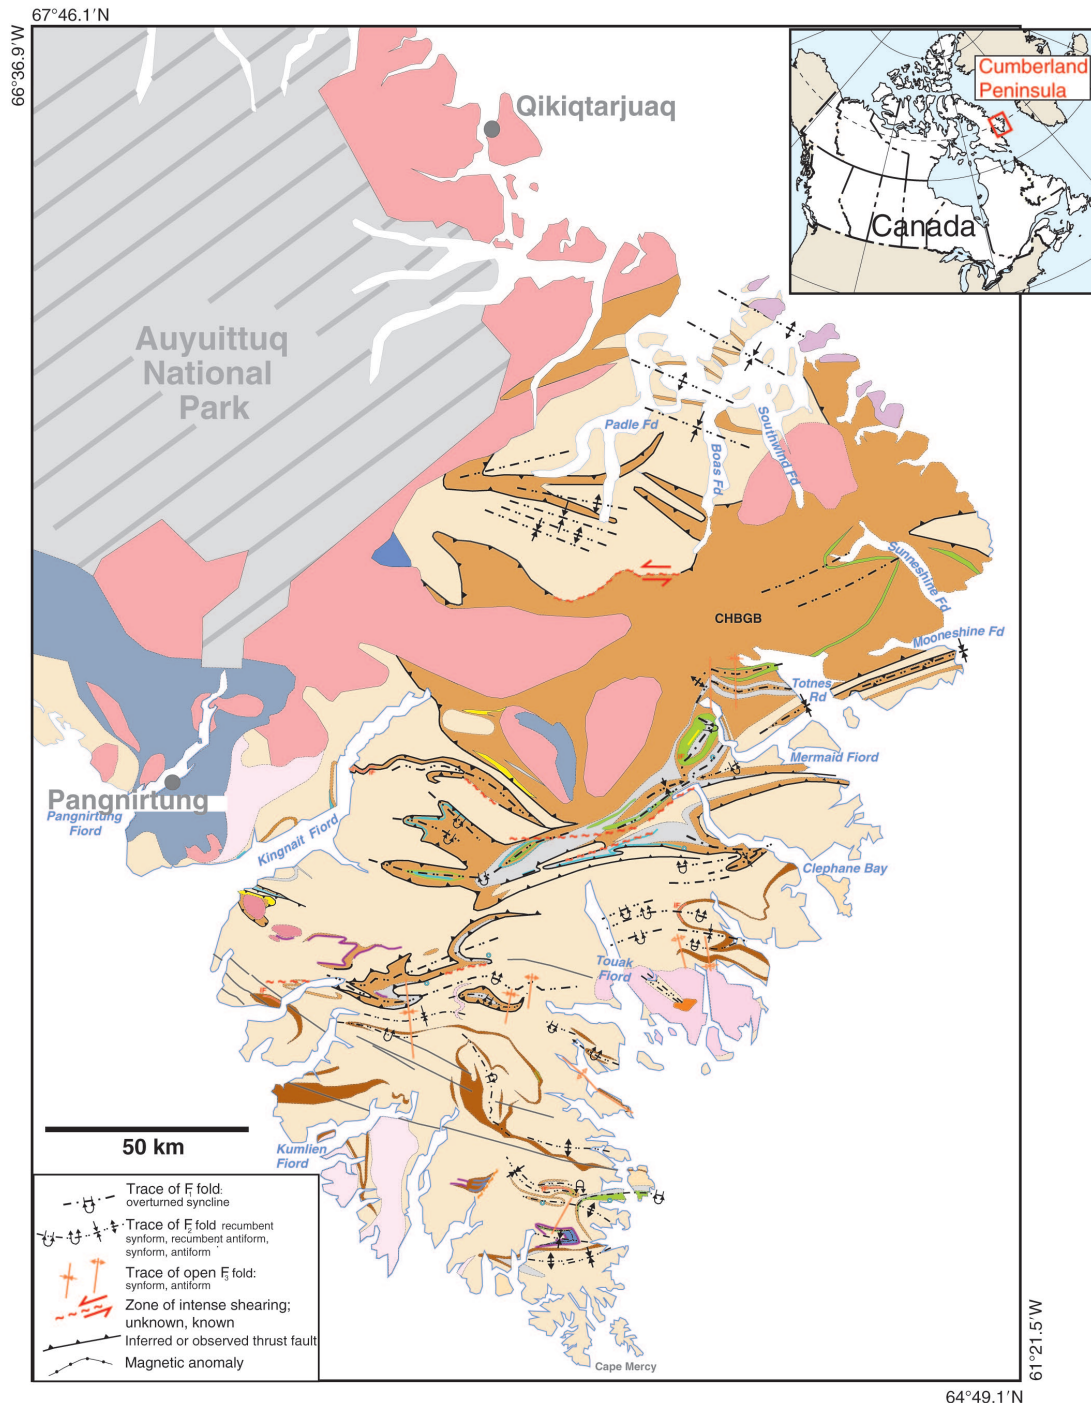 67°46.1′N
66°36.9′W
Cumberland
Peninsula
Canada
Qikiqtarjuaq
Auyuittuq
National
Park
Padle Fd
Boas Fd
Southwind Fd
Sunneshine Fd
CHBGB
Mooneshine Fd
Totnes
Rd
Mermaid Fiord
Pangnirtung
Pangnirtung
Fiord
Kingnait Fiord
Clephane Bay
IF
IF
Touak
Fiord
IF
50 km
Kumlien
Fiord
Trace of F1 fold:
overturned syncline
Trace of F2 fold recumbent
synform, recumbent antiform,
synform, antiform
Trace of open F3 fold:
synform, antiform
Zone of intense shearing;
unknown, known
Inferred or observed thrust fault
Magnetic anomaly
Cape Mercy
61°21.5′W
64°49.1′N